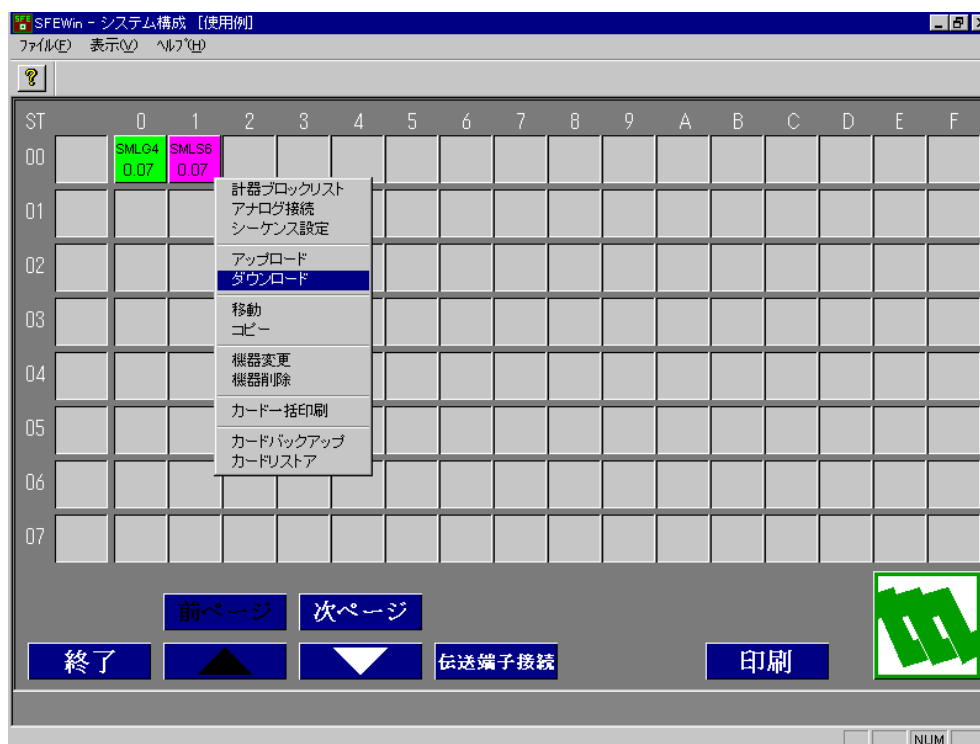 SFEWin - システム構成 [使用例]
ファイル(F) 表示(V) ヘルプ(H)
ST 0 1 2 3 4 5 6 7 8 9 A B C D E F
00 SMLG4 SMLS6
0.07 0.07
計器ブロックリスト
01 アナログ接続
シーケンス設定
02 アップロード
ダウンロード
03 移動
コピー
04 機器変更
機器削除
カード一括印刷
05 カードバックアップ
カードリストア
06
07
前ページ 次ページ
終了 伝送端子接続 印刷
NUM